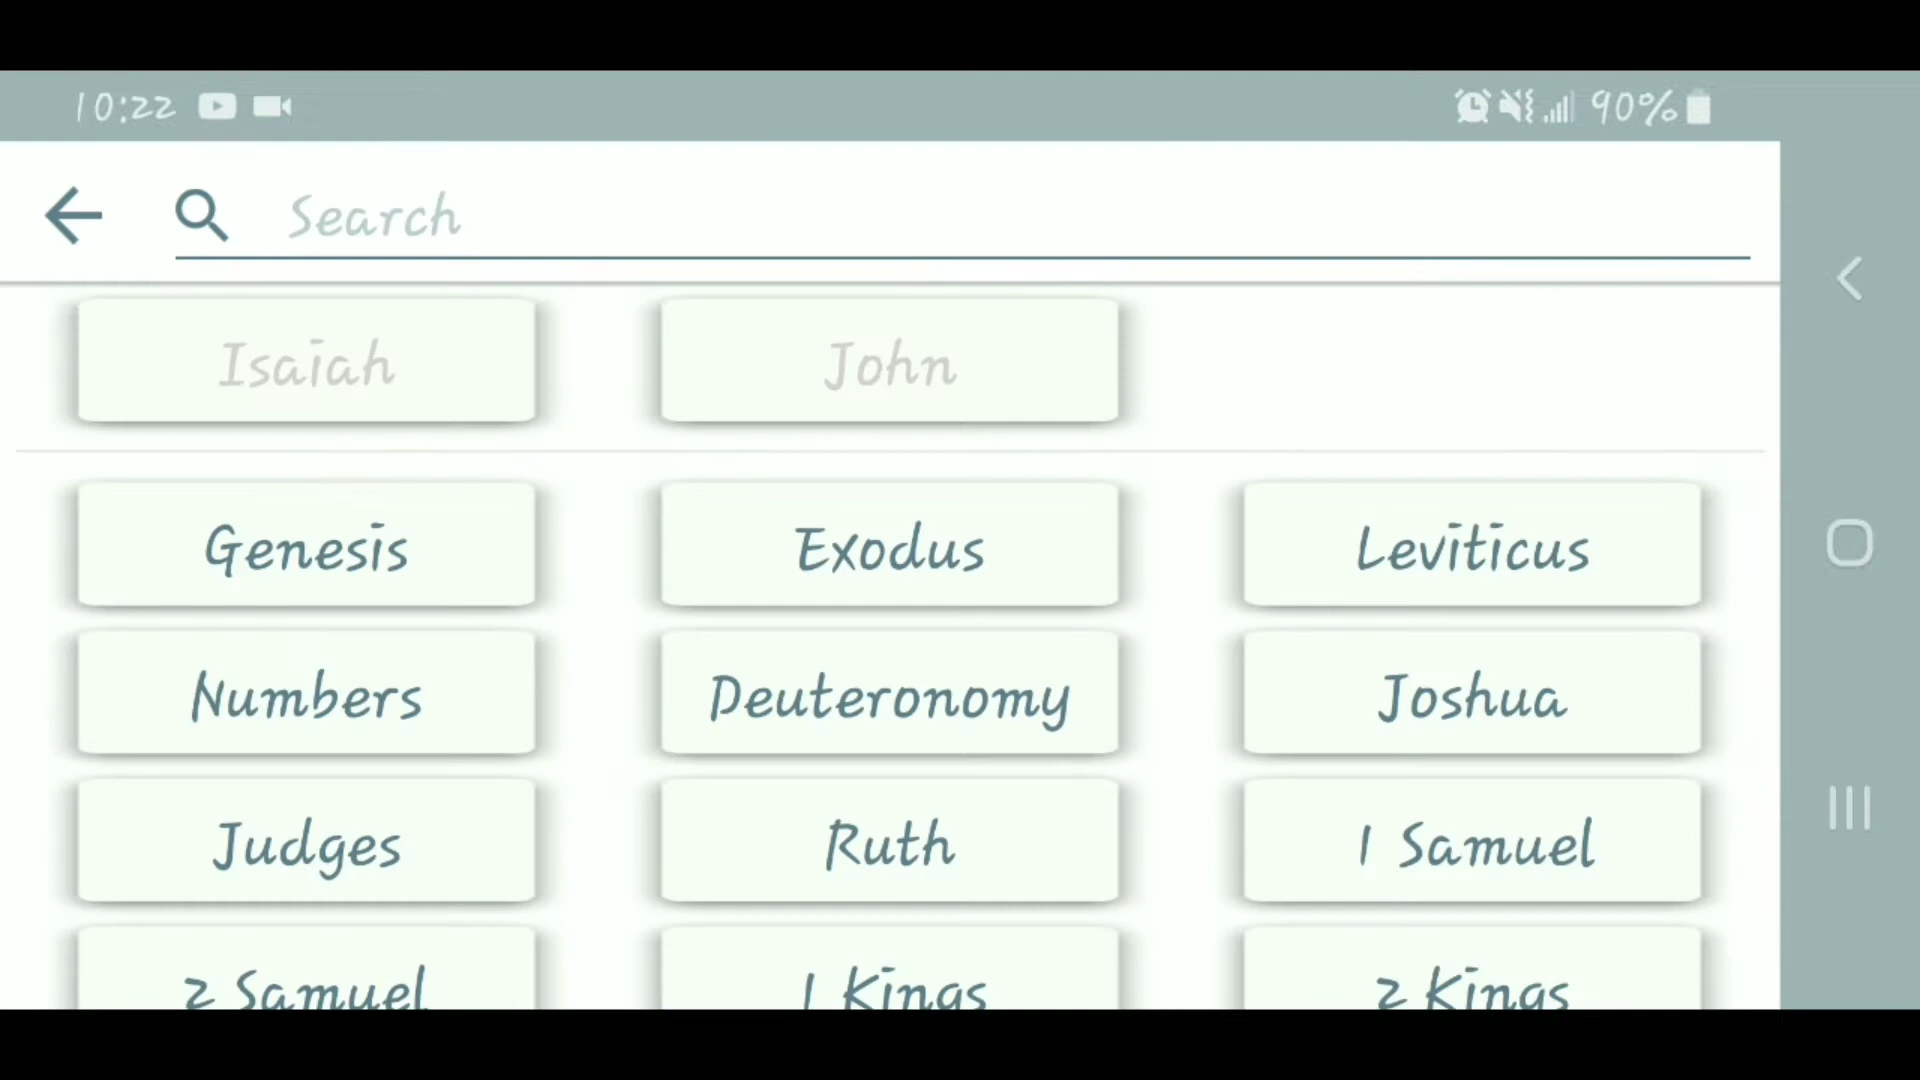 10:22 90%
Search
Isaiah John
Genesis Exodus Leviticus
Numbers Deuteronomy Joshua
Judges Ruth 1 Samuel
2 Samuel 1 Kings 2 Kings